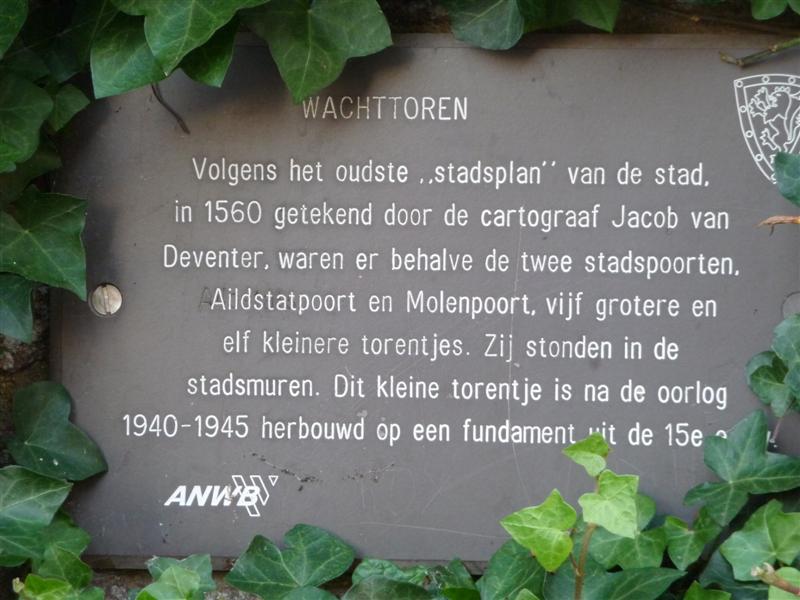 WACHTTOREN
Volgens het oudste ,,stadsplan'' van de stad,
in 1560 getekend door de cartograaf Jacob van
Deventer, waren er behalve de twee stadspoorten,
Aildstatpoort en Molenpoort, vijf grotere en
elf kleinere torentjes. Zij stonden in de
stadsmuren. Dit kleine torentje is na de oorlog
1940-1945 herbouwd op een fundament uit de 15e
ANWB